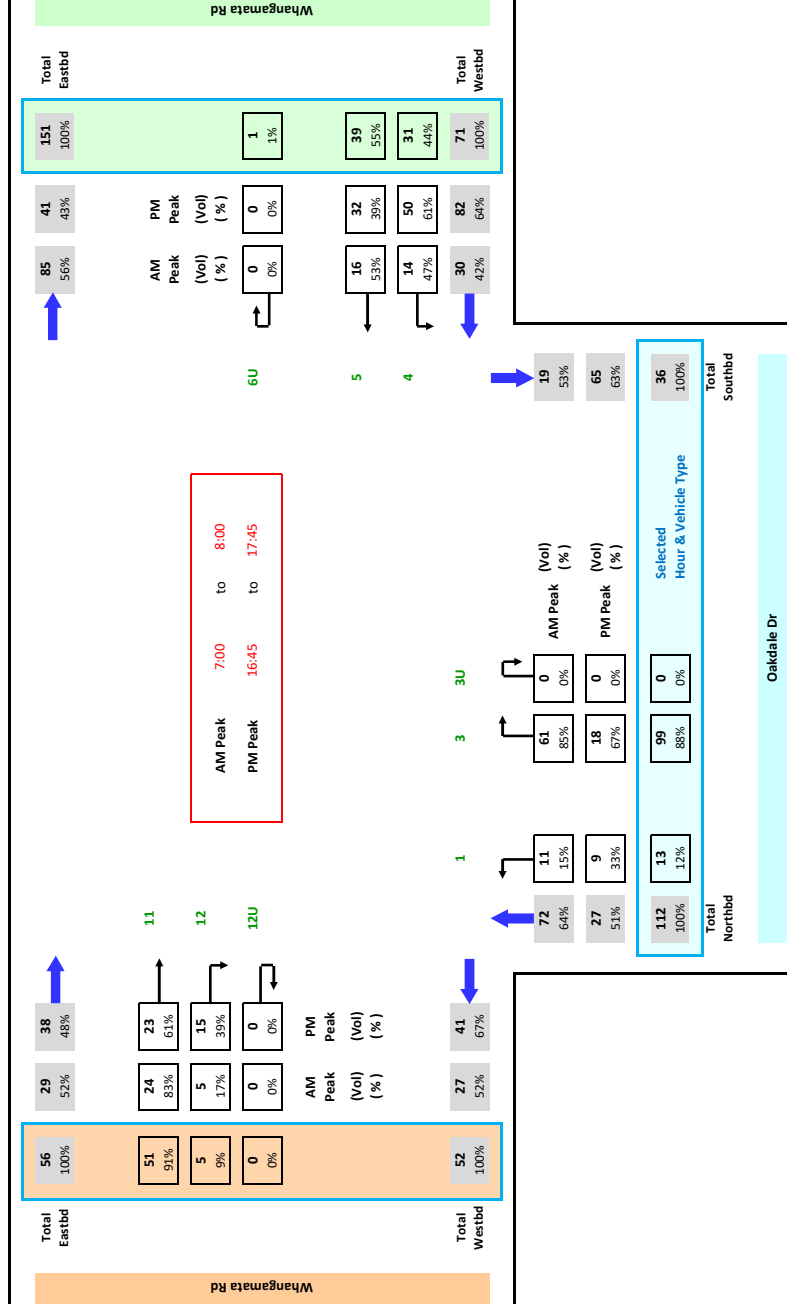 Whangamata Rd
Total
Eastbd
56
100%
29
52%
38
48%
85
56%
41
43%
151
100%
Total
Eastbd
51
91%
24
83%
23
61%
11
5
9%
5
17%
15
39%
12
0
0%
0
0%
0
0%
12U
AM
Peak
(Vol)
( % )
PM
Peak
(Vol)
( % )
AM Peak 7:00 to 8:00
PM Peak 16:45 to 17:45
AM
Peak
(Vol)
( % )
PM
Peak
(Vol)
( % )
6U
0
0%
0
0%
1
1%
5
16
53%
32
39%
39
55%
4
14
47%
50
61%
31
44%
Total
Westbd
52
100%
27
52%
41
67%
30
42%
82
64%
71
100%
Total
Westbd
Whangamata Rd
1
3
3U
72
64%
11
15%
61
85%
0
0%
AM Peak
(Vol)
( % )
19
53%
27
51%
9
33%
18
67%
0
0%
PM Peak
(Vol)
( % )
65
63%
112
100%
13
12%
99
88%
0
0%
Selected
Hour & Vehicle Type
36
100%
Total
Northbd
Total
Southbd
Oakdale Dr